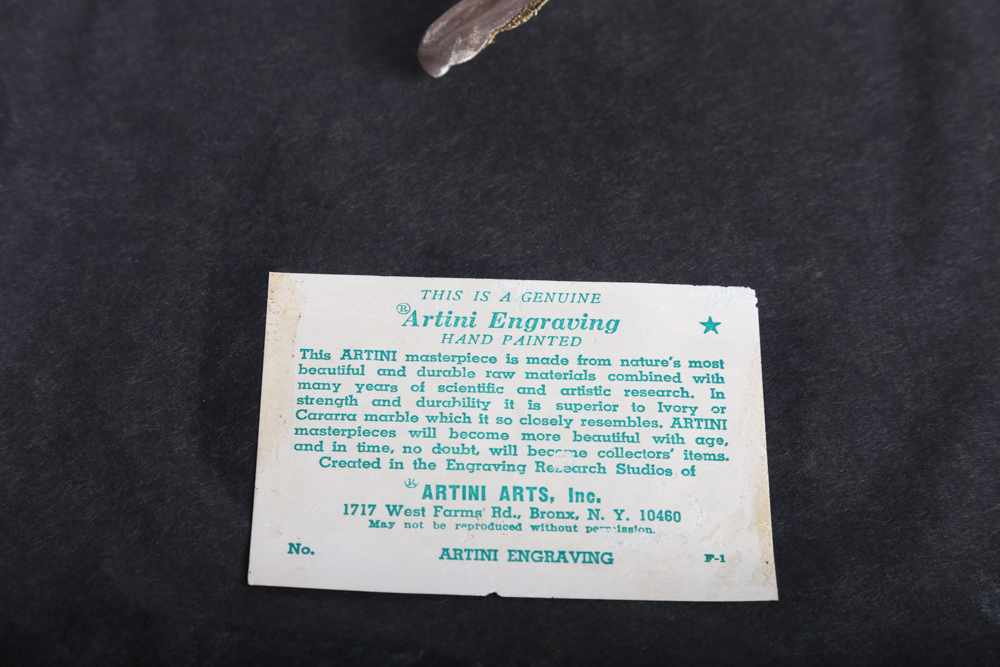 THIS IS A GENUINE
®Artini Engraving
HAND PAINTED
This ARTINI masterpiece is made from nature's most
beautiful and durable raw materials combined with
many years of scientific and artistic research. In
strength and durability it is superior to Ivory or
Cararra marble which it so closely resembles. ARTINI
masterpieces will become more beautiful with age,
and in time, no doubt, will become collectors' items.
Created in the Engraving Research Studios of
® ARTINI ARTS, Inc.
1717 West Farms Rd., Bronx, N. Y. 10460
May not be reproduced without permission.
No. ARTINI ENGRAVING F-1